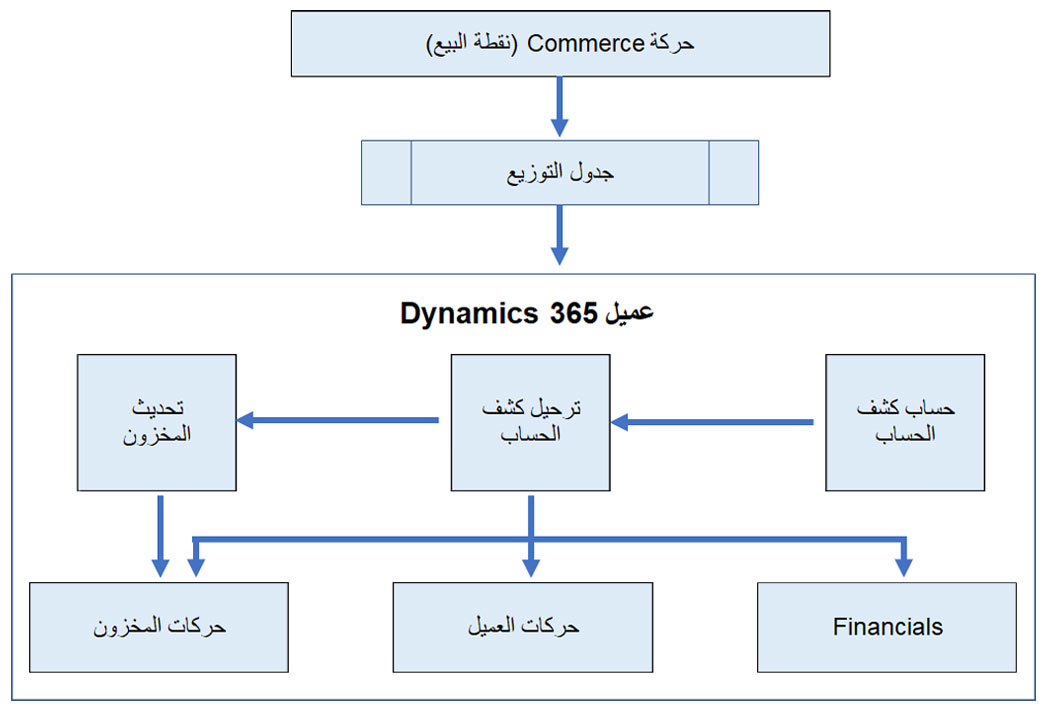 حركة Commerce (نقطة البيع)
جدول التوزيع
عميل Dynamics 365
حساب كشف
الحساب
ترحيل كشف
الحساب
تحديث
المخزون
Financials
حركات العميل
حركات المخزون